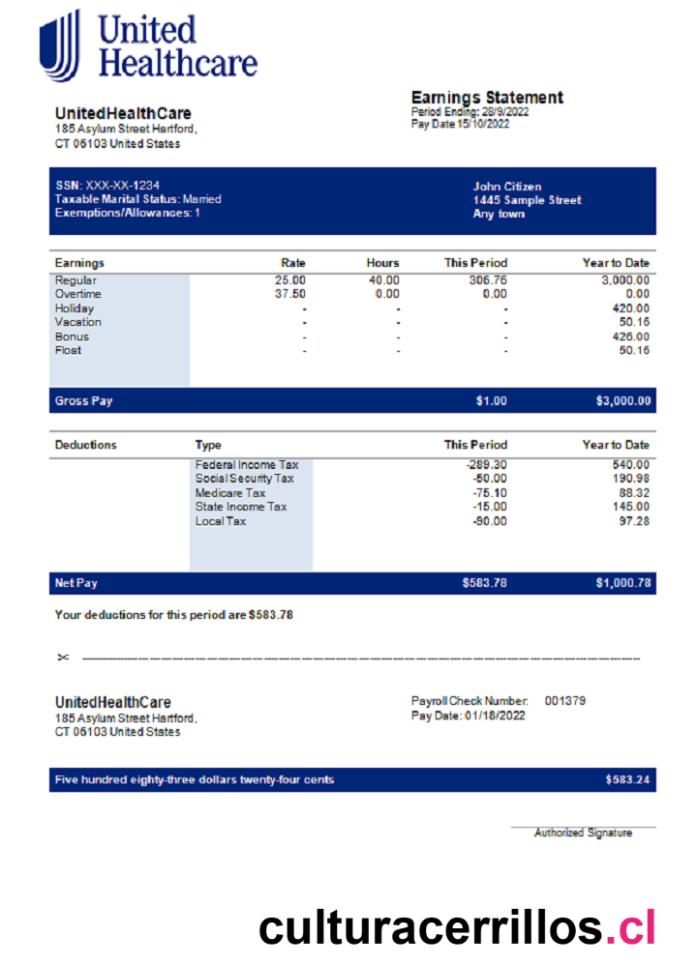 United
Healthcare
Earnings Statement
Period Ending: 28/9/2022
Pay Date 15/10/2022
UnitedHealthCare
185 Asylum Street Hartford,
CT 06103 United States
SSN: XXX-XX-1234
Taxable Marital Status: Married
Exemptions/Allowances: 1
John Citizen
1445 Sample Street
Any town
Earnings Rate Hours This Period Year to Date
Regular 25.00 40.00 306.75 3,000.00
Overtime 37.50 0.00 0.00 0.00
Holiday - - - 420.00
Vacation - - - 50.16
Bonus - - - 426.00
Float - - - 50.16
Gross Pay $1.00 $3,000.00
Deductions Type This Period Year to Date
Federal Income Tax -289.30 540.00
Social Security Tax -50.00 190.98
Medicare Tax -75.10 88.32
State Income Tax -15.00 145.00
Local Tax -90.00 97.28
Net Pay $583.78 $1,000.78
Your deductions for this period are $583.78
UnitedHealthCare
185 Asylum Street Hartford,
CT 06103 United States
Payroll Check Number: 001379
Pay Date: 01/18/2022
Five hundred eighty-three dollars twenty-four cents $583.24
Authorized Signature
culturacerrillos.cl